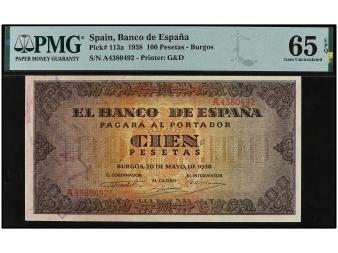 PMG
PAPER MONEY GUARANTY
Spain, Banco de España
Pick# 113a 1938 100 Pesetas - Burgos
S/N A4380492 - Printer: G&D
65 EPQ
Gem Uncirculated
A4380492
EL BANCO DE ESPAÑA
PAGARÁ AL PORTADOR
CIEN
PESETAS
BURGOS, 20 DE MAYO, DE 1938
EL GOBERNADOR EL CAJERO EL INTERVENTOR
A4380492